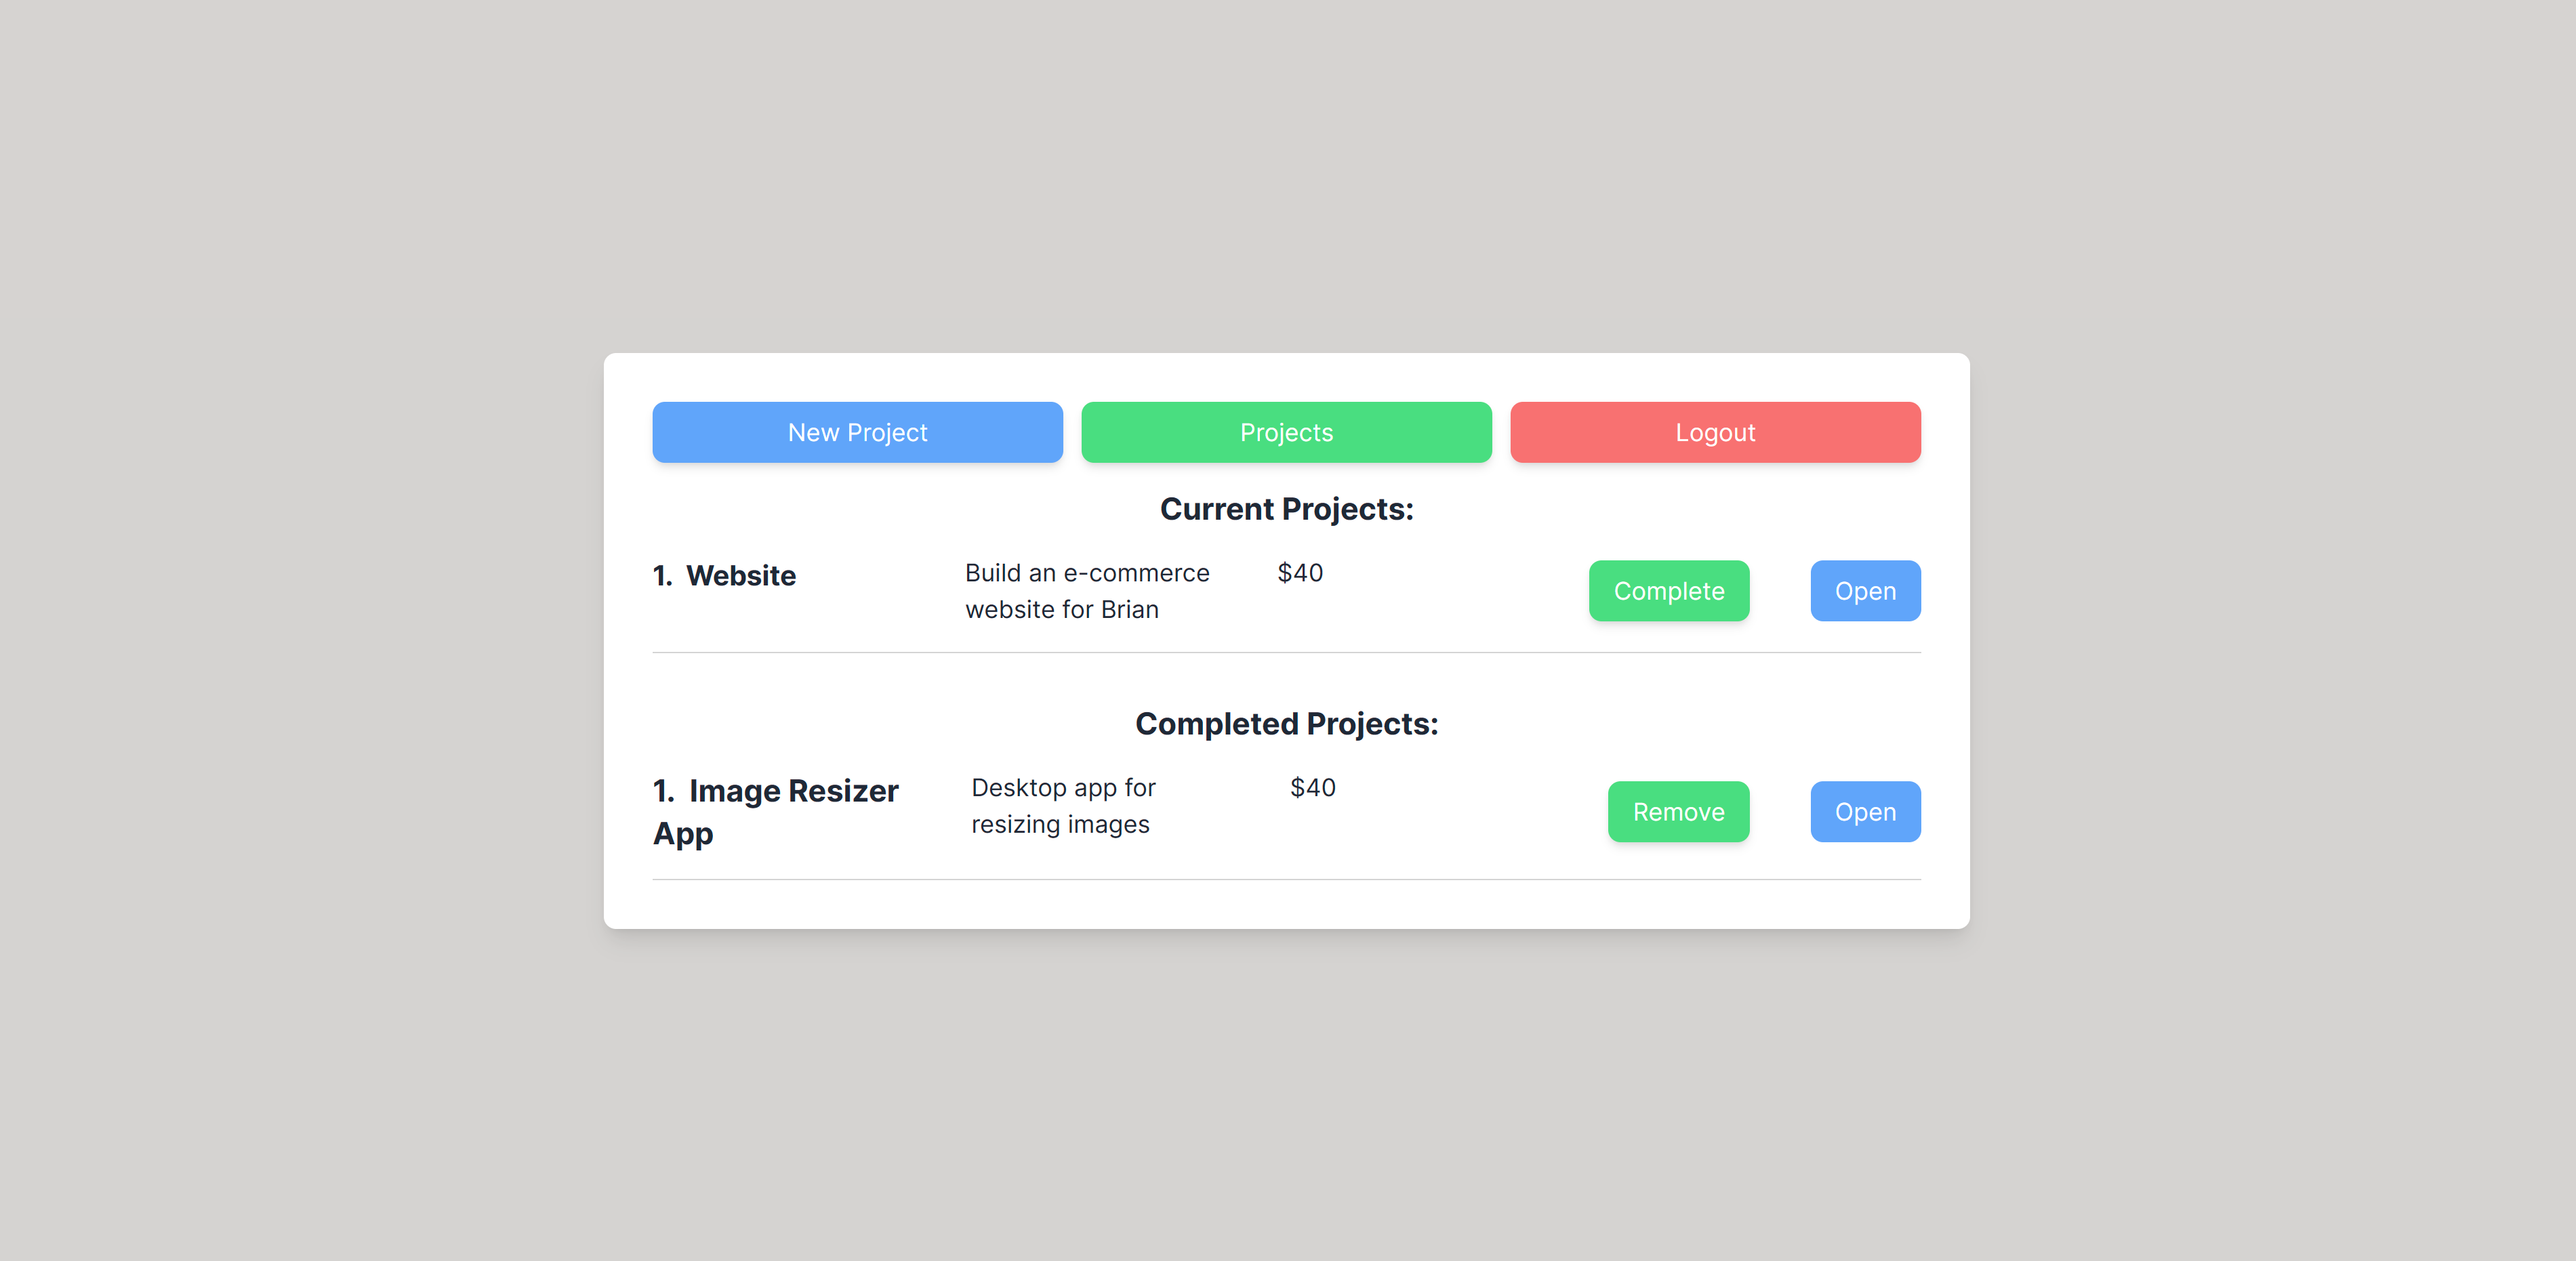 New Project
Projects
Logout
Current Projects:
1. Website
Build an e-commerce
website for Brian
$40
Complete
Open
Completed Projects:
1. Image Resizer
App
Desktop app for
resizing images
$40
Remove
Open